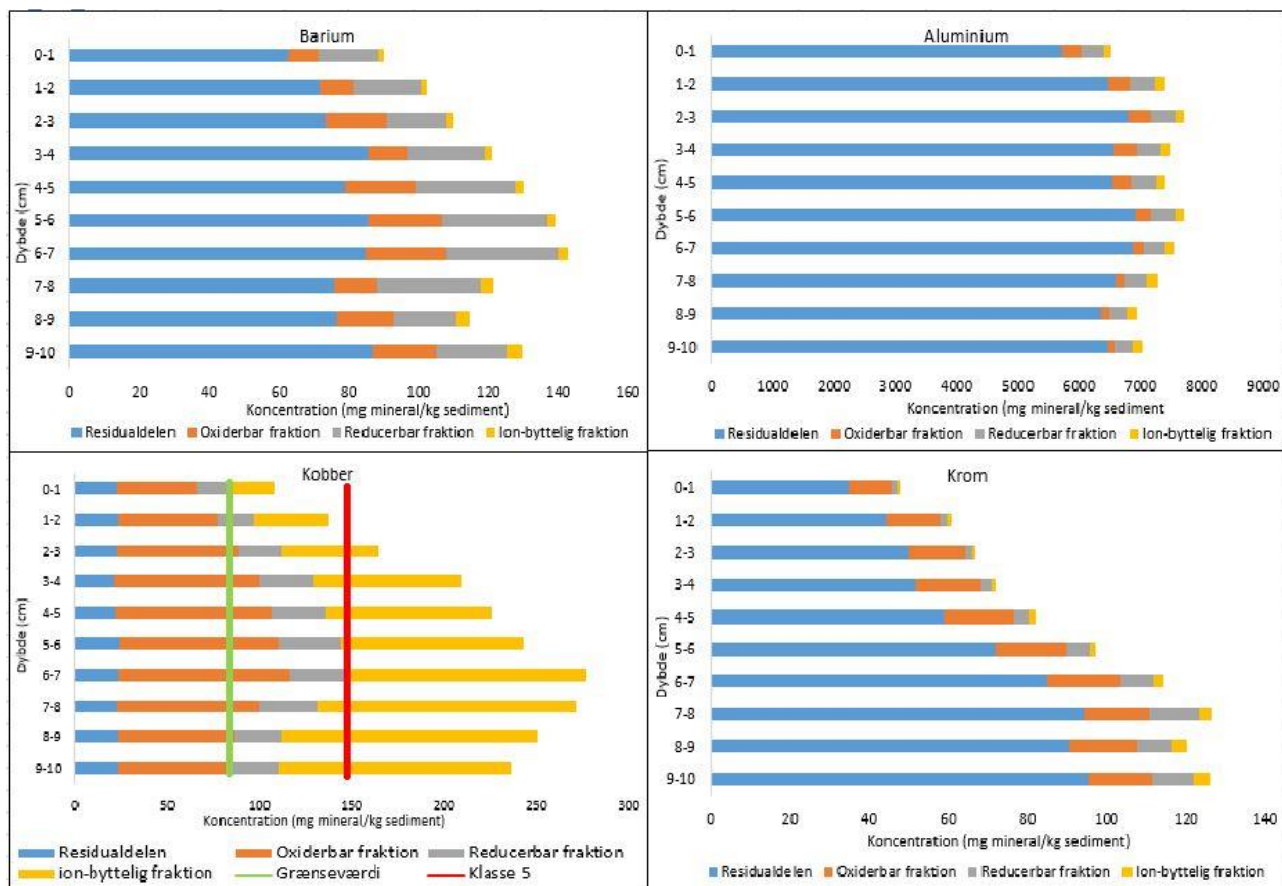 Barium
Dybde (cm)
0-1
1-2
2-3
3-4
4-5
5-6
6-7
7-8
8-9
9-10
0 20 40 60 80 100 120 140 160
Koncentration (mg mineral/kg sediment)
Residualdelen Oxiderbar fraktion Reducerbar fraktion Ion-byttelig fraktion
Aluminium
Dybde (cm)
0-1
1-2
2-3
3-4
4-5
5-6
6-7
7-8
8-9
9-10
0 1000 2000 3000 4000 5000 6000 7000 8000 9000
Koncentration (mg mineral/kg sediment
Residualdelen Oxiderbar fraktion Reducerbar fraktion Ion-byttelig fraktion
Kobber
Dybde (cm)
0-1
1-2
2-3
3-4
4-5
5-6
6-7
7-8
8-9
9-10
0 50 100 150 200 250 300
Koncentration (mg mineral/kg sediment)
Residualdelen Oxiderbar fraktion Reducerbar fraktion
ion-byttelig fraktion Grænseværdi Klasse 5
Krom
Dybde (cm)
0-1
1-2
2-3
3-4
4-5
5-6
6-7
7-8
8-9
9-10
0 20 40 60 80 100 120 140
Koncentration (mg mineral/kg sediment)
Residualdelen Oxiderbar fraktion Reducerbar fraktion Ion-byttelig fraktion